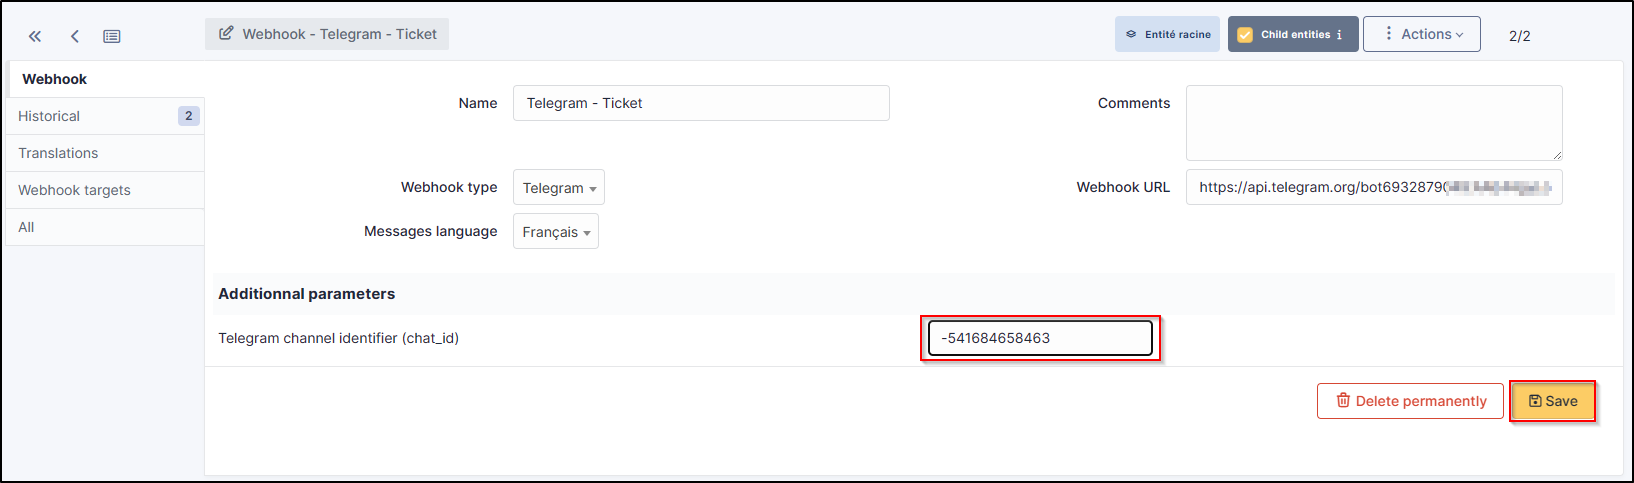 Webhook - Telegram - Ticket
Entité racine
Child entities i
Actions
2/2
Webhook
Historical 2
Translations
Webhook targets
All
Name Telegram - Ticket
Comments
Webhook type Telegram
Webhook URL https://api.telegram.org/bot6932879
Messages language Français
Additionnal parameters
Telegram channel identifier (chat_id) -541684658463
Delete permanently
Save